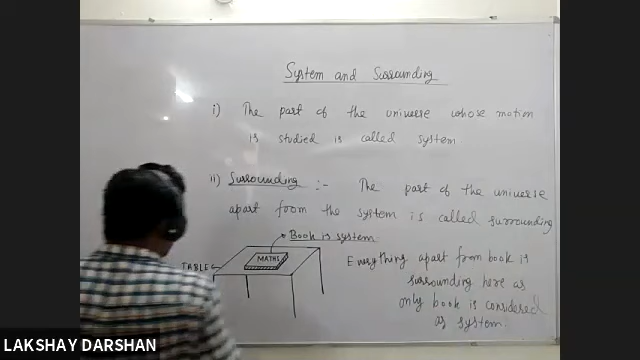 System and Surrounding
i) The part of the universe whose motion
is studied is called system
ii) Surrounding :- The part of the universe
apart from the system is called surrounding
Book is system
MATHS
TABLE
Everything apart from book is
surrounding here as
only book is considered
as system.
LAKSHAY DARSHAN